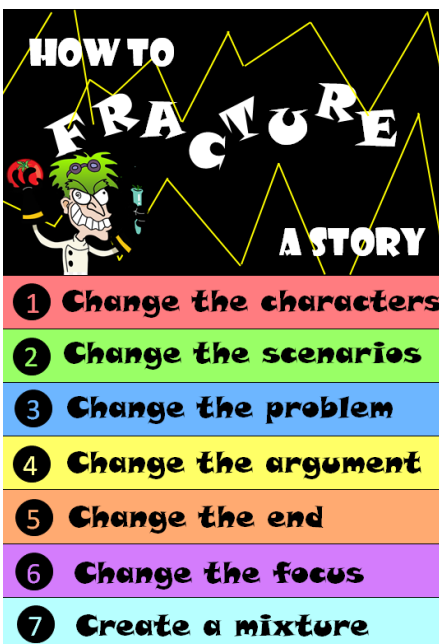 HOW TO
FRACTURE
A STORY
1 Change the characters
2 Change the scenarios
3 Change the problem
4 Change the argument
5 Change the end
6 Change the focus
7 Create a mixture